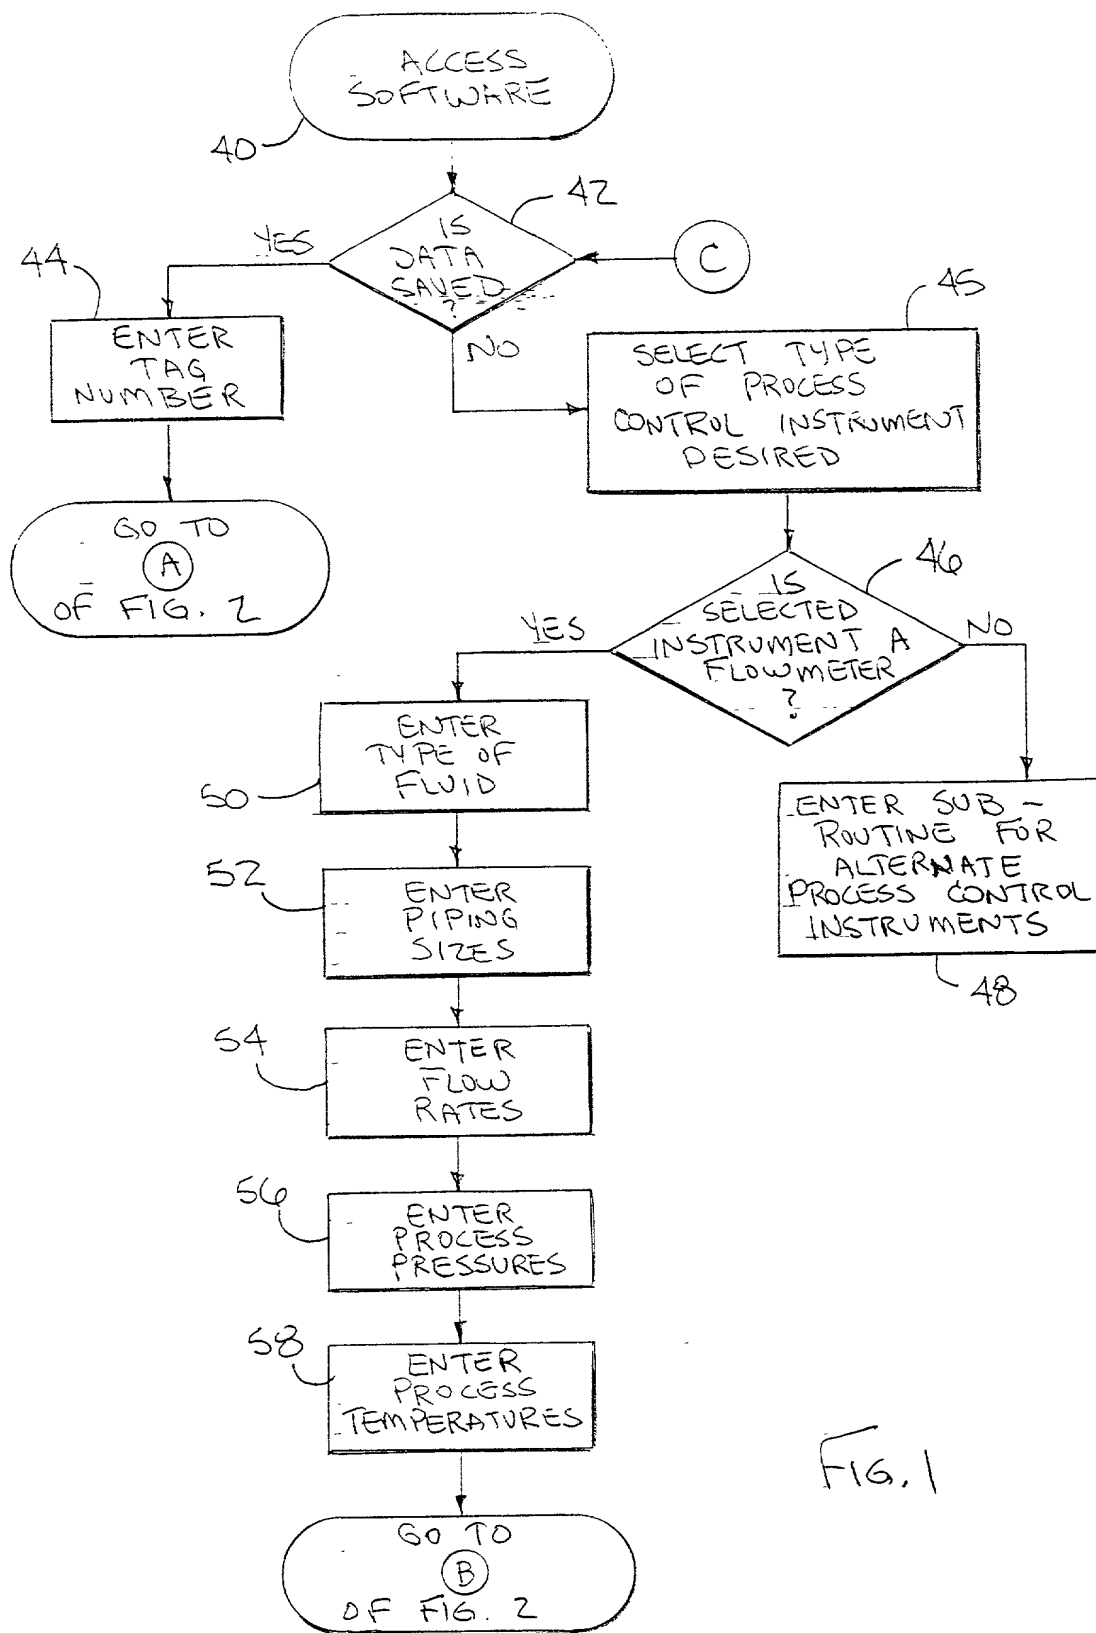 ACCESS
SOFTWARE
40
42
IS
DATA
SAVED
?
YES
C
44
ENTER
TAG
NUMBER
NO
45
SELECT TYPE
OF PROCESS
CONTROL INSTRUMENT
DESIRED
GO TO
A
OF FIG. 2
46
IS
SELECTED
INSTRUMENT A
FLOWMETER
?
YES
NO
50
ENTER
TYPE OF
FLUID
ENTER SUB-
ROUTINE FOR
ALTERNATE
PROCESS CONTROL
INSTRUMENTS
48
52
ENTER
PIPING
SIZES
54
ENTER
FLOW
RATES
56
ENTER
PROCESS
PRESSURES
58
ENTER
PROCESS
TEMPERATURES
GO TO
B
OF FIG. 2
FIG. 1